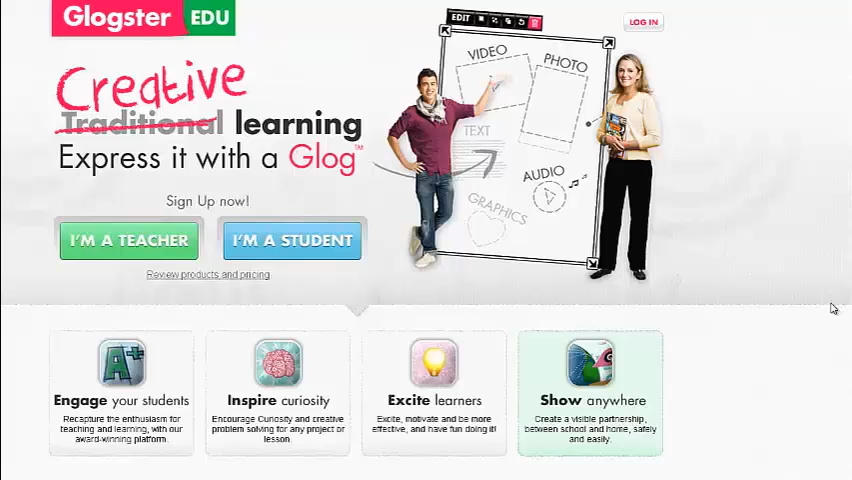 Glogster EDU
LOG IN
EDIT
Creative
Traditional learning
Express it with a Glog™
VIDEO
PHOTO
TEXT
AUDIO
GRAPHICS
Sign Up now!
I'M A TEACHER
I'M A STUDENT
Review products and pricing
Engage your students
Recapture the enthusiasm for
teaching and learning, with our
award-winning platform.
Inspire curiosity
Encourage Curiosity and creative
problem solving for any project or
lesson.
Excite learners
Excite, motivate and be more
effective, and have fun doing it!
Show anywhere
Create a visible partnership,
between school and home, safely
and easily.